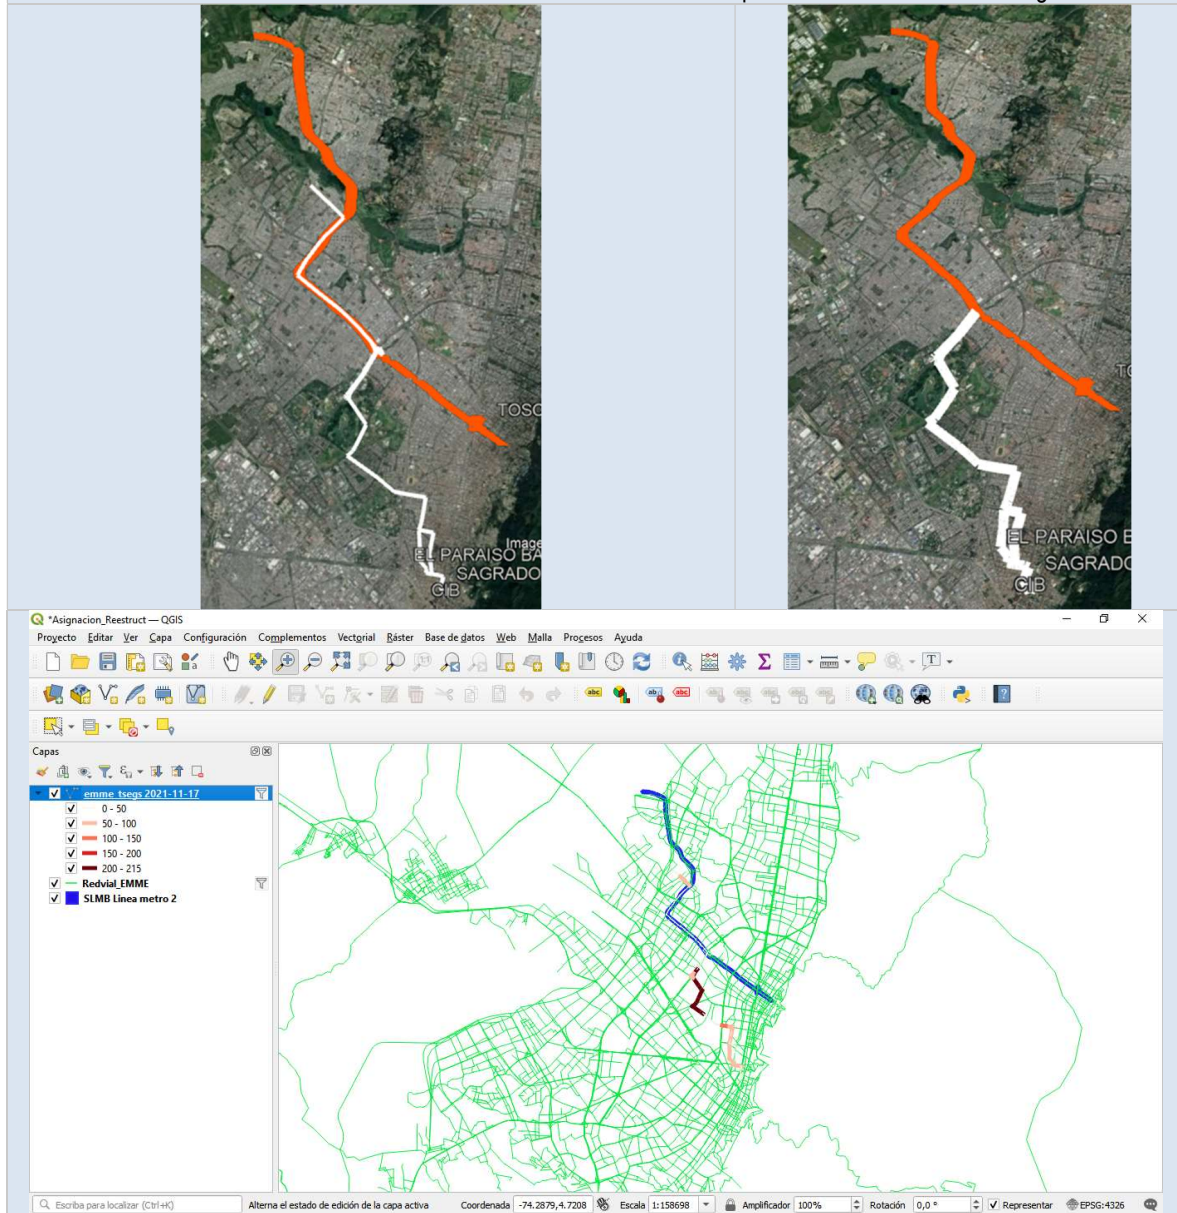 TOSC
Image
EL PARAISO BA
SAGRADO
GIB
TO
EL PARAISO B
SAGRADO
CIB
*Asignacion_Reestruct — QGIS
Proyecto Editar Ver Capa Configuración Complementos Vectorial Ráster Base de datos Web Malla Procesos Ayuda
Capas
emme_tsegs 2021-11-17
0 - 50
50 - 100
100 - 150
150 - 200
200 - 215
Redvial_EMME
SLMB Linea metro 2
Escriba para localizar (Ctrl+K) Alterna el estado de edición de la capa activa Coordenada -74.2879,4.7208 Escala 1:158698 Amplificador 100% Rotación 0,0 ° Representar EPSG:4326